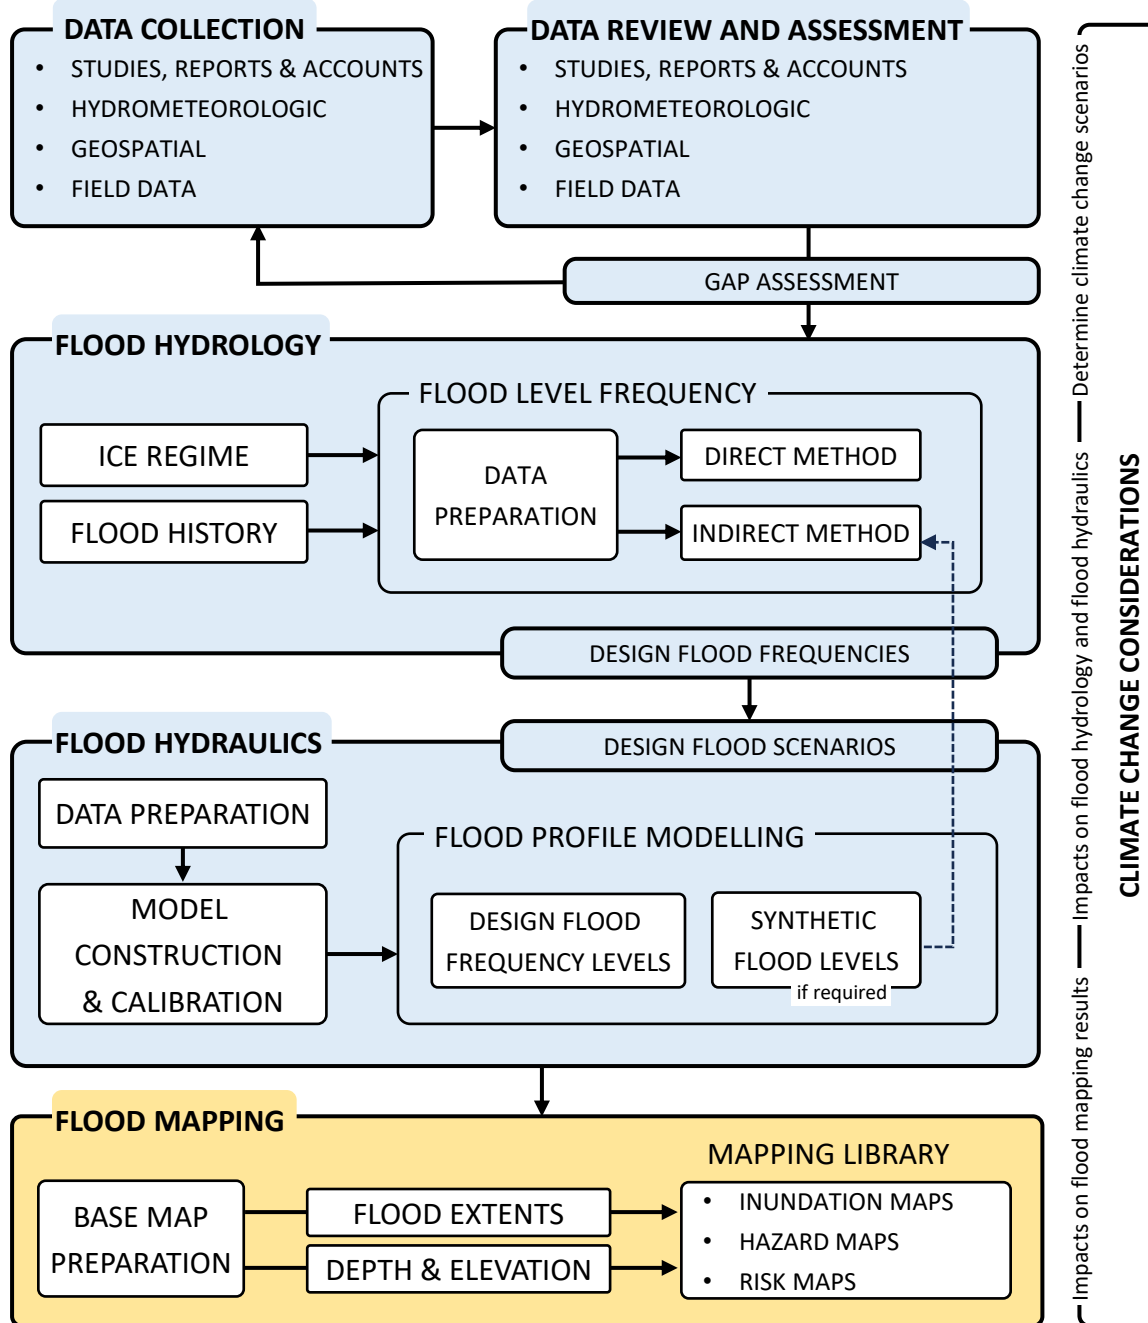 DATA COLLECTION
• STUDIES, REPORTS & ACCOUNTS
• HYDROMETEOROLOGIC
• GEOSPATIAL
• FIELD DATA
DATA REVIEW AND ASSESSMENT
• STUDIES, REPORTS & ACCOUNTS
• HYDROMETEOROLOGIC
• GEOSPATIAL
• FIELD DATA
GAP ASSESSMENT
FLOOD HYDROLOGY
ICE REGIME
FLOOD HISTORY
FLOOD LEVEL FREQUENCY
DATA
PREPARATION
DIRECT METHOD
INDIRECT METHOD
DESIGN FLOOD FREQUENCIES
FLOOD HYDRAULICS
DESIGN FLOOD SCENARIOS
DATA PREPARATION
MODEL
CONSTRUCTION
& CALIBRATION
FLOOD PROFILE MODELLING
DESIGN FLOOD
FREQUENCY LEVELS
SYNTHETIC
FLOOD LEVELS
if required
FLOOD MAPPING
BASE MAP
PREPARATION
FLOOD EXTENTS
DEPTH & ELEVATION
MAPPING LIBRARY
• INUNDATION MAPS
• HAZARD MAPS
• RISK MAPS
Determine climate change scenarios
Impacts on flood hydrology and flood hydraulics
Impacts on flood mapping results
CLIMATE CHANGE CONSIDERATIONS